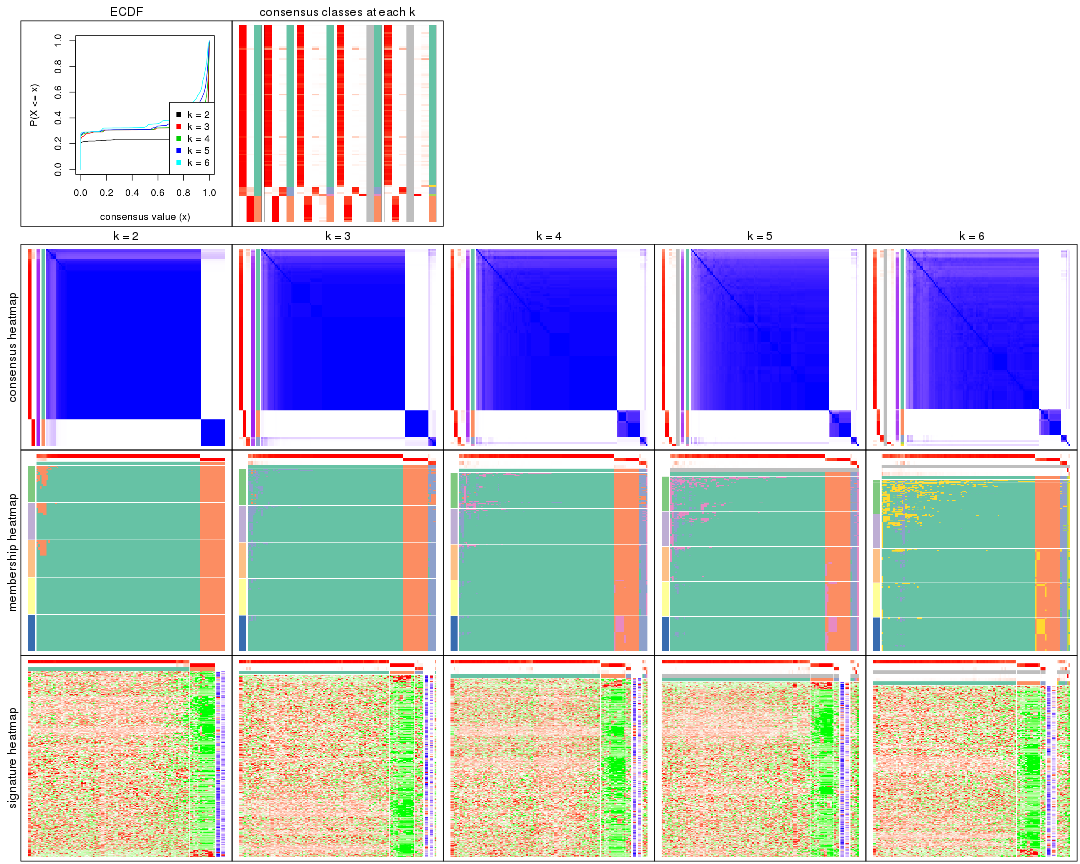 ECDF
consensus classes at each k
P(X <= x)
0.0 0.2 0.4 0.6 0.8 1.0
k = 2
k = 3
k = 4
k = 5
k = 6
0.0 0.2 0.4 0.6 0.8 1.0
consensus value (x)
k = 2 k = 3 k = 4 k = 5 k = 6
consensus heatmap
membership heatmap
signature heatmap